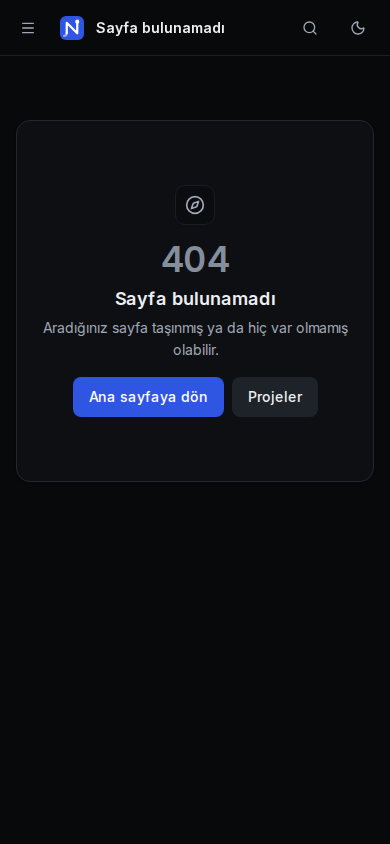 Sayfa bulunamadı
404
Sayfa bulunamadı
Aradığınız sayfa taşınmış ya da hiç var olmamış
olabilir.
Ana sayfaya dön
Projeler